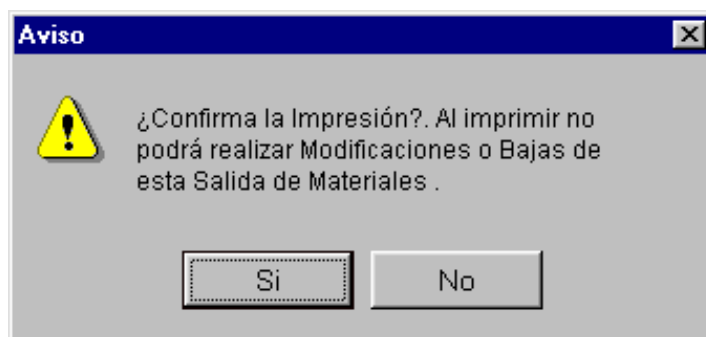 Aviso
¿Confirma la Impresión?. Al imprimir no
podrá realizar Modificaciones o Bajas de
esta Salida de Materiales .
Si
No